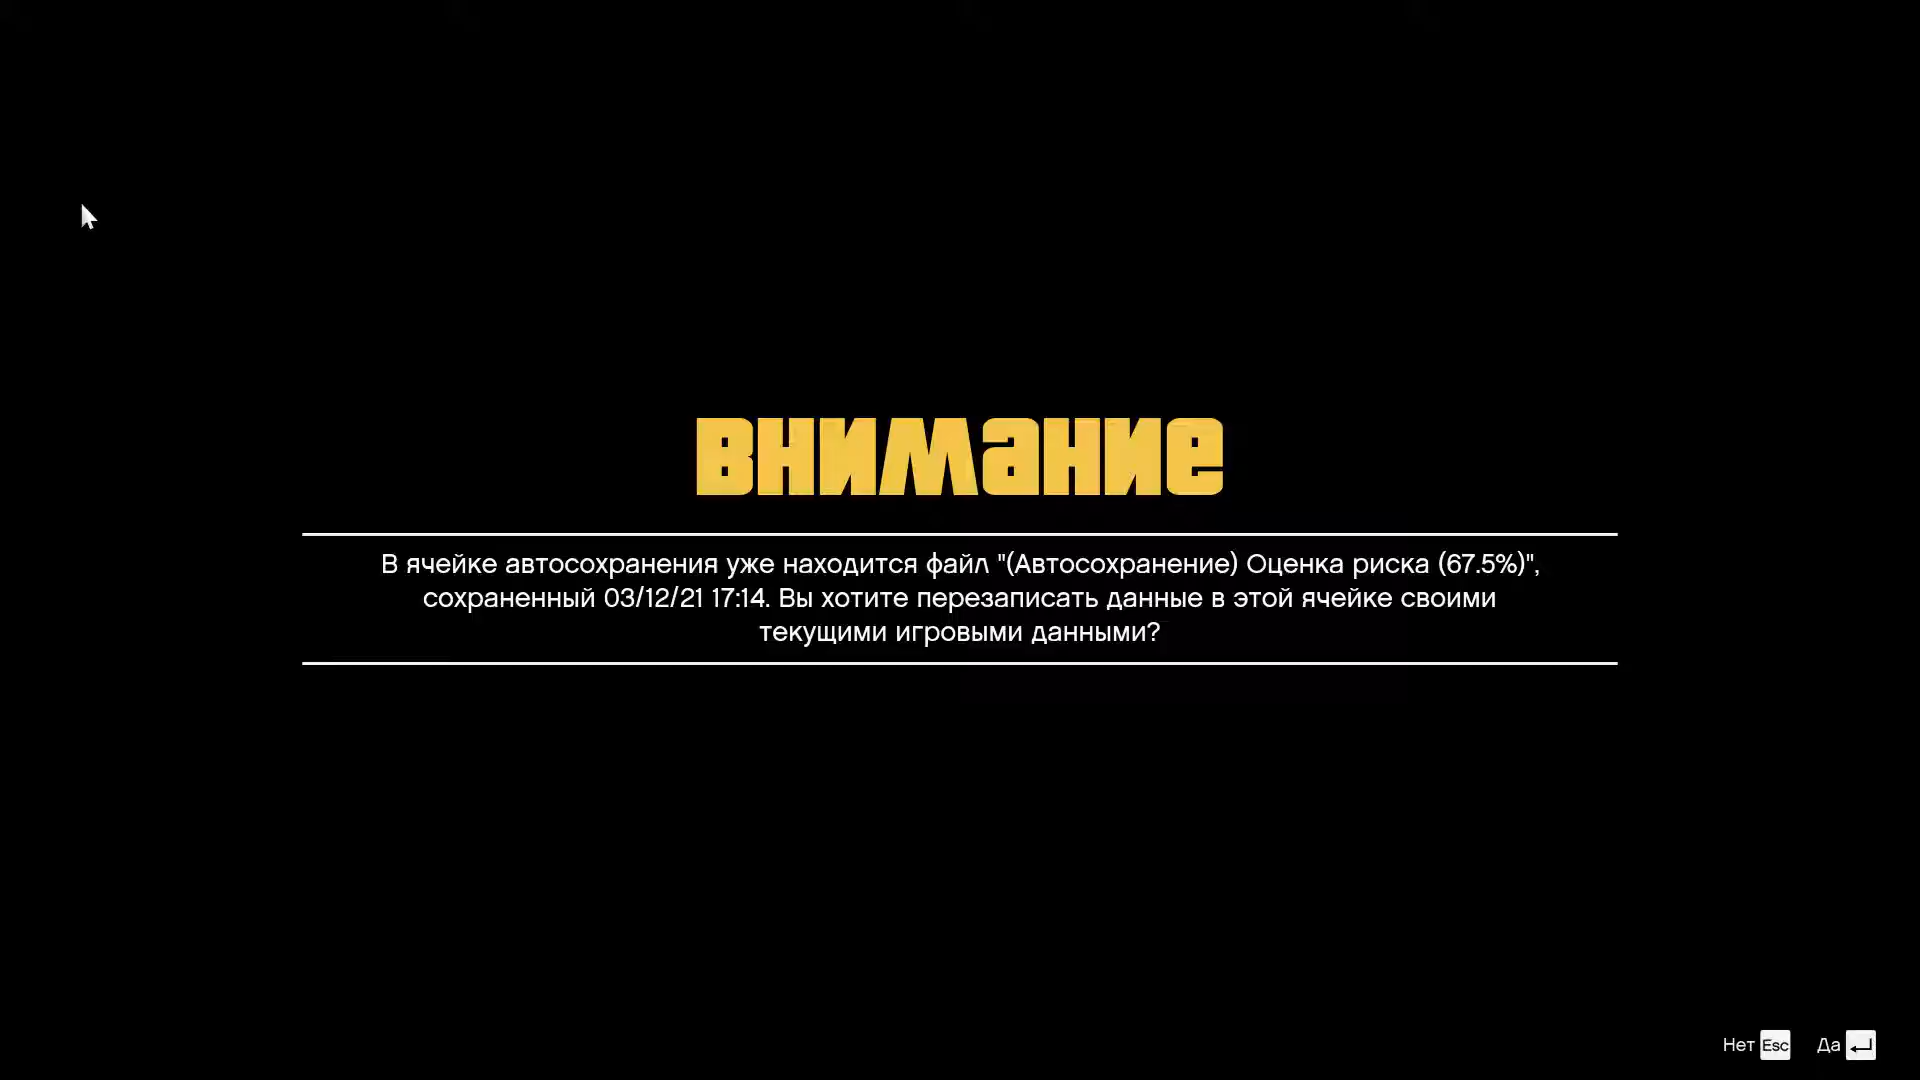 внимание
В ячейке автосохранения уже находится файл "(Автосохранение) Оценка риска (67.5%)",
сохраненный 03/12/21 17:14. Вы хотите перезаписать данные в этой ячейке своими
текущими игровыми данными?
Нет Esc Да